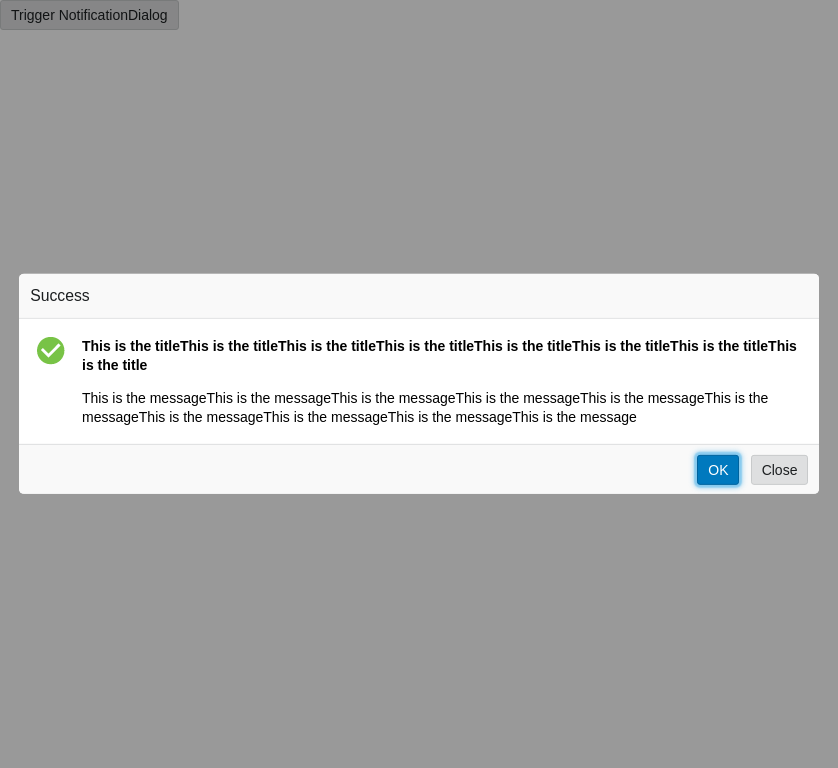 Trigger NotificationDialog
Success
This is the titleThis is the titleThis is the titleThis is the titleThis is the titleThis is the titleThis is the titleThis
is the title
This is the messageThis is the messageThis is the messageThis is the messageThis is the messageThis is the
messageThis is the messageThis is the messageThis is the messageThis is the message
OK
Close